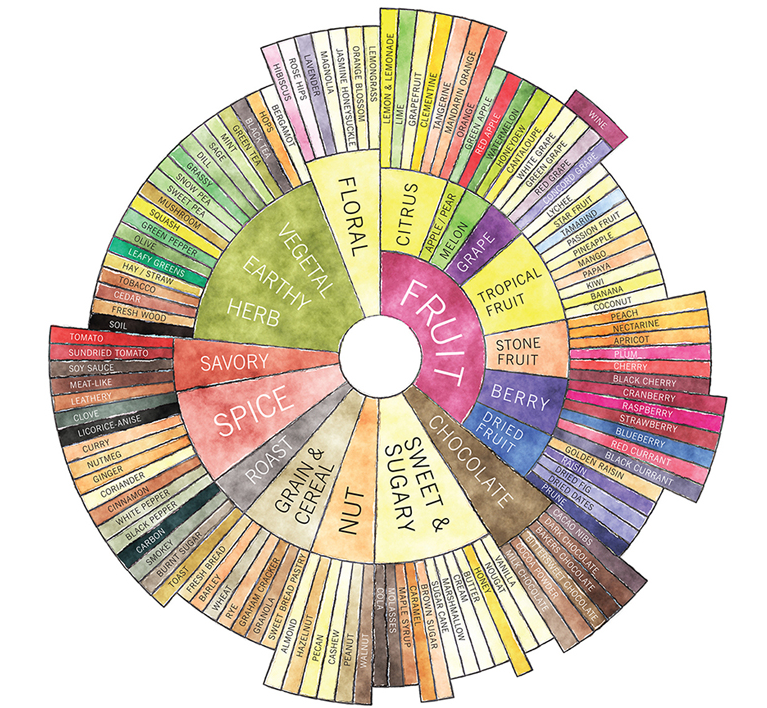 FRUIT
CITRUS
LEMON & LEMONADE
LIME
GRAPEFRUIT
CLEMENTINE
TANGERINE
MANDARIN ORANGE
ORANGE
APPLE / PEAR
GREEN APPLE
RED APPLE
MELON
WATERMELON
HONEYDEW
CANTALOUPE
GRAPE
WHITE GRAPE
GREEN GRAPE
RED GRAPE
WINE
CONCORD GRAPE
TROPICAL
FRUIT
LYCHEE
STAR FRUIT
TAMARIND
PASSION FRUIT
PINEAPPLE
MANGO
PAPAYA
KIWI
BANANA
COCONUT
STONE
FRUIT
PEACH
NECTARINE
APRICOT
PLUM
CHERRY
BLACK CHERRY
BERRY
CRANBERRY
RASPBERRY
STRAWBERRY
BLUEBERRY
RED CURRANT
BLACK CURRANT
DRIED
FRUIT
GOLDEN RAISIN
RAISIN
DRIED FIG
DRIED DATES
PRUNE
CHOCOLATE
CACAO NIBS
DARK CHOCOLATE
BAKERS CHOCOLATE
BITTERSWEET CHOCOLATE
COCOA POWDER
MILK CHOCOLATE
SWEET &
SUGARY
VANILLA
NOUGAT
HONEY
BUTTER
CREAM
MARSHMALLOW
SUGAR CANE
BROWN SUGAR
CARAMEL
MAPLE SYRUP
MOLASSES
COLA
NUT
WALNUT
PEANUT
CASHEW
PECAN
HAZELNUT
ALMOND
GRAIN &
CEREAL
SWEET BREAD PASTRY
GRANOLA
GRAHAM CRACKER
RYE
WHEAT
BARLEY
FRESH BREAD
ROAST
TOAST
BURNT SUGAR
SMOKEY
CARBON
SPICE
BLACK PEPPER
WHITE PEPPER
CINNAMON
CORIANDER
GINGER
NUTMEG
CURRY
LICORICE-ANISE
CLOVE
SAVORY
LEATHERY
MEAT-LIKE
SOY SAUCE
SUNDRIED TOMATO
TOMATO
VEGETAL
EARTHY
HERB
SOIL
FRESH WOOD
CEDAR
TOBACCO
HAY / STRAW
LEAFY GREENS
OLIVE
GREEN PEPPER
SQUASH
MUSHROOM
SWEET PEA
SNOW PEA
GRASSY
DILL
SAGE
MINT
GREEN TEA
BLACK TEA
HOPS
BERGAMOT
FLORAL
HIBISCUS
ROSE HIPS
LAVENDER
MAGNOLIA
JASMINE HONEYSUCKLE
ORANGE BLOSSOM
LEMONGRASS